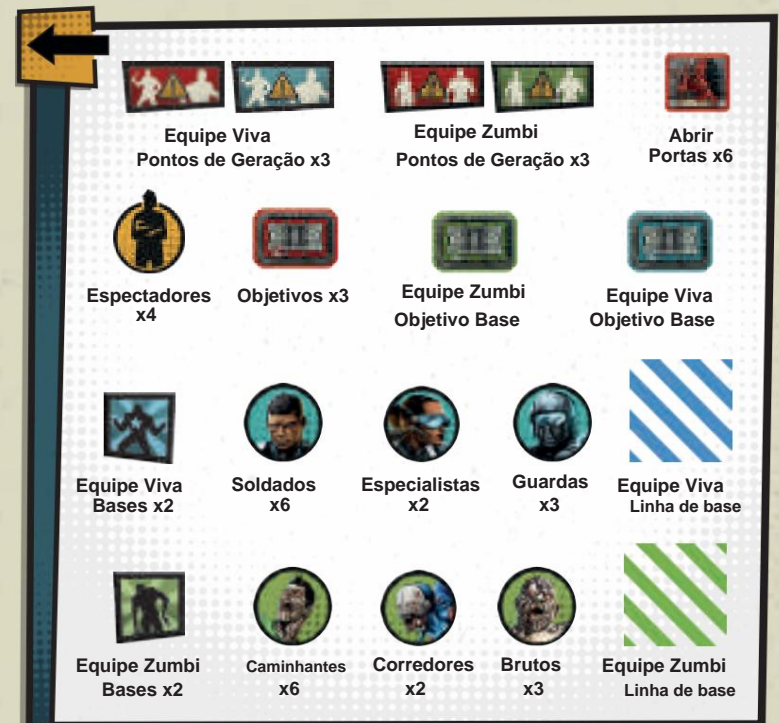 Equipe Viva
Pontos de Geração x3
Equipe Zumbi
Pontos de Geração x3
Abrir
Portas x6
Espectadores
x4
Objetivos x3
Equipe Zumbi
Objetivo Base
Equipe Viva
Objetivo Base
Equipe Viva
Bases x2
Soldados
x6
Especialistas
x2
Guardas
x3
Equipe Viva
Linha de base
Equipe Zumbi
Bases x2
Caminhantes
x6
Corredores
x2
Brutos
x3
Equipe Zumbi
Linha de base